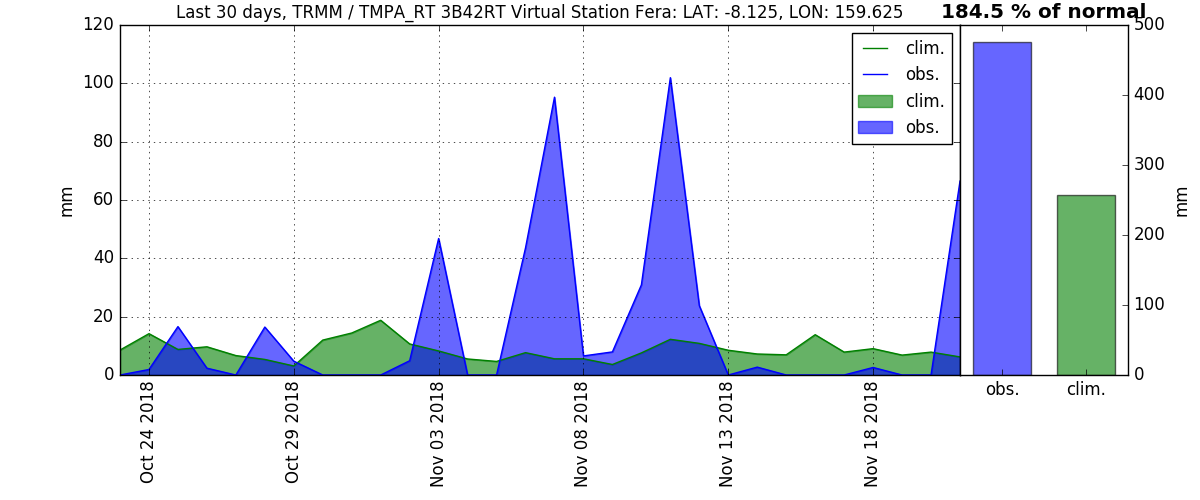 Last 30 days, TRMM / TMPA_RT 3B42RT Virtual Station Fera: LAT: -8.125, LON: 159.625
184.5 % of normal
120
100
80
60
40
20
0
mm
clim.
obs.
clim.
obs.
Oct 24 2018
Oct 29 2018
Nov 03 2018
Nov 08 2018
Nov 13 2018
Nov 18 2018
500
400
300
200
100
0
mm
obs.
clim.